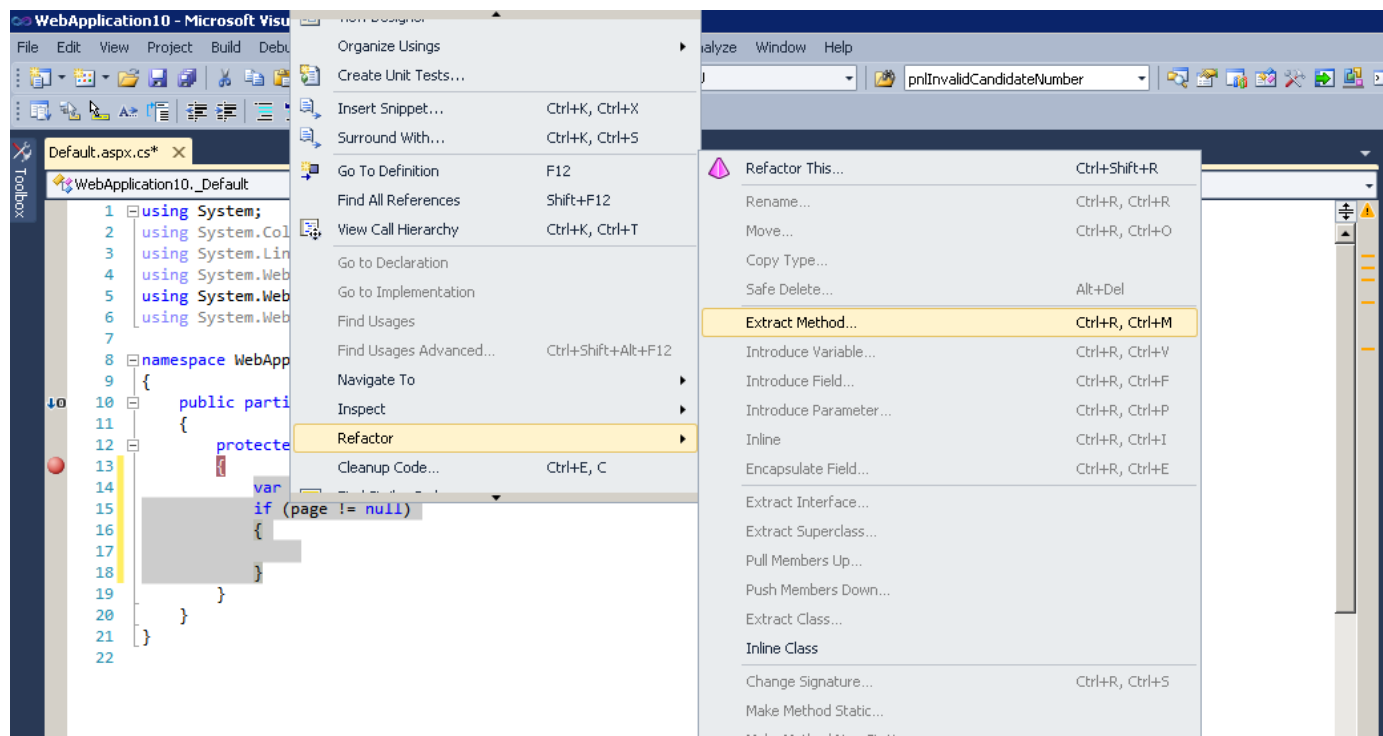 WebApplication10 - Microsoft Visu
File Edit View Project Build Debu
alyze Window Help
pnlInvalidCandidateNumber
Toolbox
Default.aspx.cs* X
WebApplication10._Default
1 using System;
2 using System.Col
3 using System.Lin
4 using System.Web
5 using System.Web
6 using System.Web
7
8 namespace WebApp
9 {
10 public parti
11 {
12 protecte
13 {
14 var
15 if (page != null)
16 {
17
18 }
19 }
20 }
21 }
22
View Designer
Organize Usings
Create Unit Tests...
Insert Snippet... Ctrl+K, Ctrl+X
Surround With... Ctrl+K, Ctrl+S
Go To Definition F12
Find All References Shift+F12
View Call Hierarchy Ctrl+K, Ctrl+T
Go to Declaration
Go to Implementation
Find Usages
Find Usages Advanced... Ctrl+Shift+Alt+F12
Navigate To
Inspect
Refactor
Cleanup Code... Ctrl+E, C
Refactor This... Ctrl+Shift+R
Rename... Ctrl+R, Ctrl+R
Move... Ctrl+R, Ctrl+O
Copy Type...
Safe Delete... Alt+Del
Extract Method... Ctrl+R, Ctrl+M
Introduce Variable... Ctrl+R, Ctrl+V
Introduce Field... Ctrl+R, Ctrl+F
Introduce Parameter... Ctrl+R, Ctrl+P
Inline Ctrl+R, Ctrl+I
Encapsulate Field... Ctrl+R, Ctrl+E
Extract Interface...
Extract Superclass...
Pull Members Up...
Push Members Down...
Extract Class...
Inline Class
Change Signature... Ctrl+R, Ctrl+S
Make Method Static...